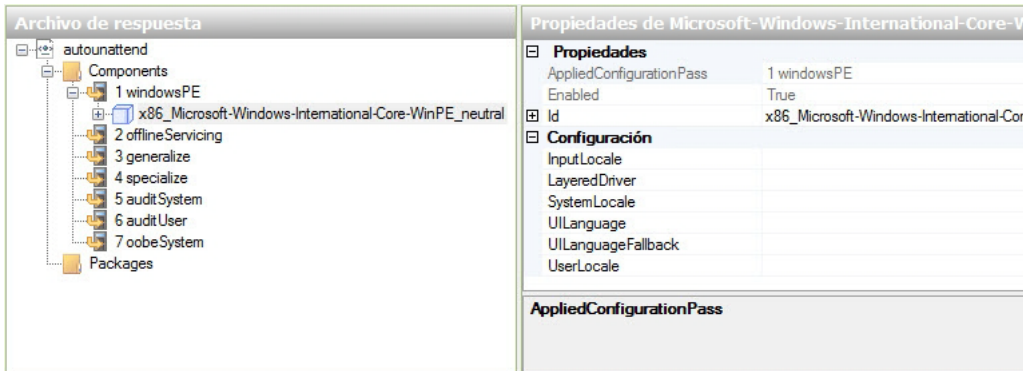 Archivo de respuesta
autounattend
Components
1 windowsPE
x86_Microsoft-Windows-International-Core-WinPE_neutral
2 offlineServicing
3 generalize
4 specialize
5 auditSystem
6 auditUser
7 oobeSystem
Packages
Propiedades de Microsoft-Windows-International-Core-W
Propiedades
AppliedConfigurationPass 1 windowsPE
Enabled True
Id x86_Microsoft-Windows-International-Cor
Configuración
InputLocale
LayeredDriver
SystemLocale
UILanguage
UILanguageFallback
UserLocale
AppliedConfigurationPass